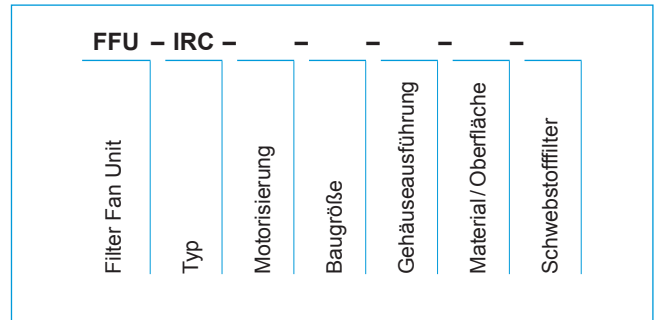 FFU – IRC –   –   –   –   –
Filter Fan Unit
Typ
Motorisierung
Baugröße
Gehäuseausführung
Material/Oberfläche
Schwebstofffilter